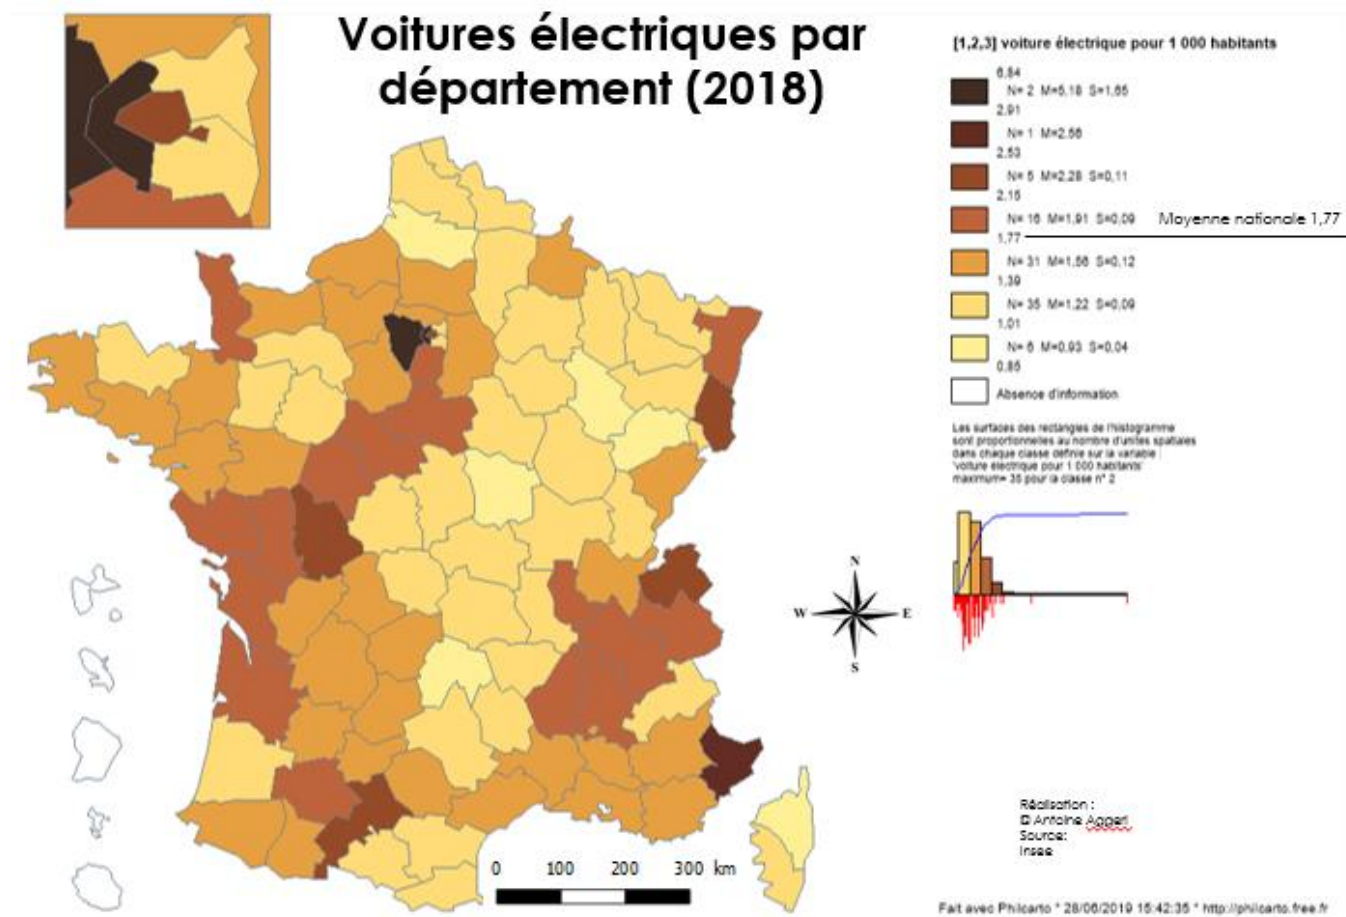 Voitures électriques par
département (2018)
[1,2,3] voiture électrique pour 1 000 habitants
6,84
N= 2 M=5,18 S=1,65
2,91
N= 1 M=2,56
2,53
N= 5 M=2,28 S=0,11
2,15
N= 16 M=1,91 S=0,09
Moyenne nationale 1,77
1,77
N= 31 M=1,56 S=0,12
1,39
N= 35 M=1,22 S=0,09
1,01
N= 6 M=0,93 S=0,04
0,85
Absence d'information
Les surfaces des rectangles de l'histogramme
sont proportionnelles au nombre d'unités spatiales
dans chaque classe définie sur la variable :
'voiture électrique pour 1 000 habitants'
maximum= 35 pour la classe n° 2
N
W E
S
0 100 200 300 km
Réalisation :
© Antoine Aggeri
Source:
Insee
Fait avec Philcarto * 28/06/2019 15:42:35 * http://philcarto.free.fr